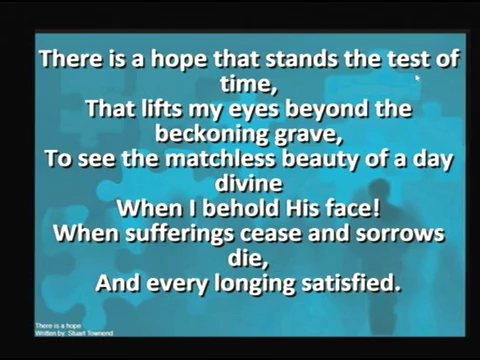 There is a hope that stands the test of
time,
That lifts my eyes beyond the
beckoning grave,
To see the matchless beauty of a day
divine
When I behold His face!
When sufferings cease and sorrows
die,
And every longing satisfied.
There is a hope
Written by: Stuart Townend